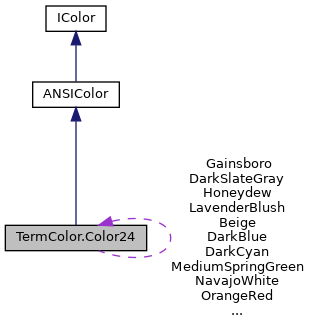 IColor
ANSIColor
TermColor.Color24
Gainsboro
DarkSlateGray
Honeydew
LavenderBlush
Beige
DarkBlue
DarkCyan
MediumSpringGreen
NavajoWhite
OrangeRed
...